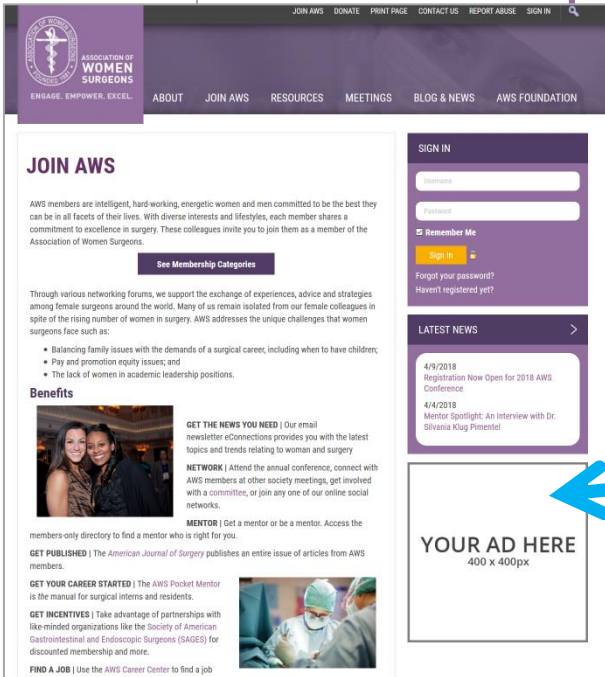 JOIN AWS DONATE PRINT PAGE CONTACT US REPORT ABUSE SIGN IN
ASSOCIATION OF WOMEN SURGEONS
FOUNDED 1981
ASSOCIATION OF
WOMEN
SURGEONS
ENGAGE. EMPOWER. EXCEL.
ABOUT JOIN AWS RESOURCES MEETINGS BLOG & NEWS AWS FOUNDATION
JOIN AWS
AWS members are intelligent, hard-working, energetic women and men committed to be the best they
can be in all facets of their lives. With diverse interests and lifestyles, each member shares a
commitment to excellence in surgery. These colleagues invite you to join them as a member of the
Association of Women Surgeons.
See Membership Categories
Through various networking forums, we support the exchange of experiences, advice and strategies
among female surgeons around the world. Many of us remain isolated from our female colleagues in
spite of the rising number of women in surgery. AWS addresses the unique challenges that women
surgeons face such as:
• Balancing family issues with the demands of a surgical career, including when to have children;
• Pay and promotion equity issues; and
• The lack of women in academic leadership positions.
Benefits
GET THE NEWS YOU NEED | Our email
newsletter eConnections provides you with the latest
topics and trends relating to woman and surgery
NETWORK | Attend the annual conference, connect with
AWS members at other society meetings, get involved
with a committee, or join any one of our online social
networks.
MENTOR | Get a mentor or be a mentor. Access the
members-only directory to find a mentor who is right for you.
GET PUBLISHED | The American Journal of Surgery publishes an entire issue of articles from AWS
members.
GET YOUR CAREER STARTED | The AWS Pocket Mentor
is the manual for surgical interns and residents.
GET INCENTIVES | Take advantage of partnerships with
like-minded organizations like the Society of American
Gastrointestinal and Endoscopic Surgeons (SAGES) for
discounted membership and more.
FIND A JOB | Use the AWS Career Center to find a job
SIGN IN
Username
Password
Remember Me
Sign In
Forgot your password?
Haven't registered yet?
LATEST NEWS
4/9/2018
Registration Now Open for 2018 AWS
Conference
4/4/2018
Mentor Spotlight: An Interview with Dr.
Silvania Klug Pimentel
YOUR AD HERE
400 x 400px